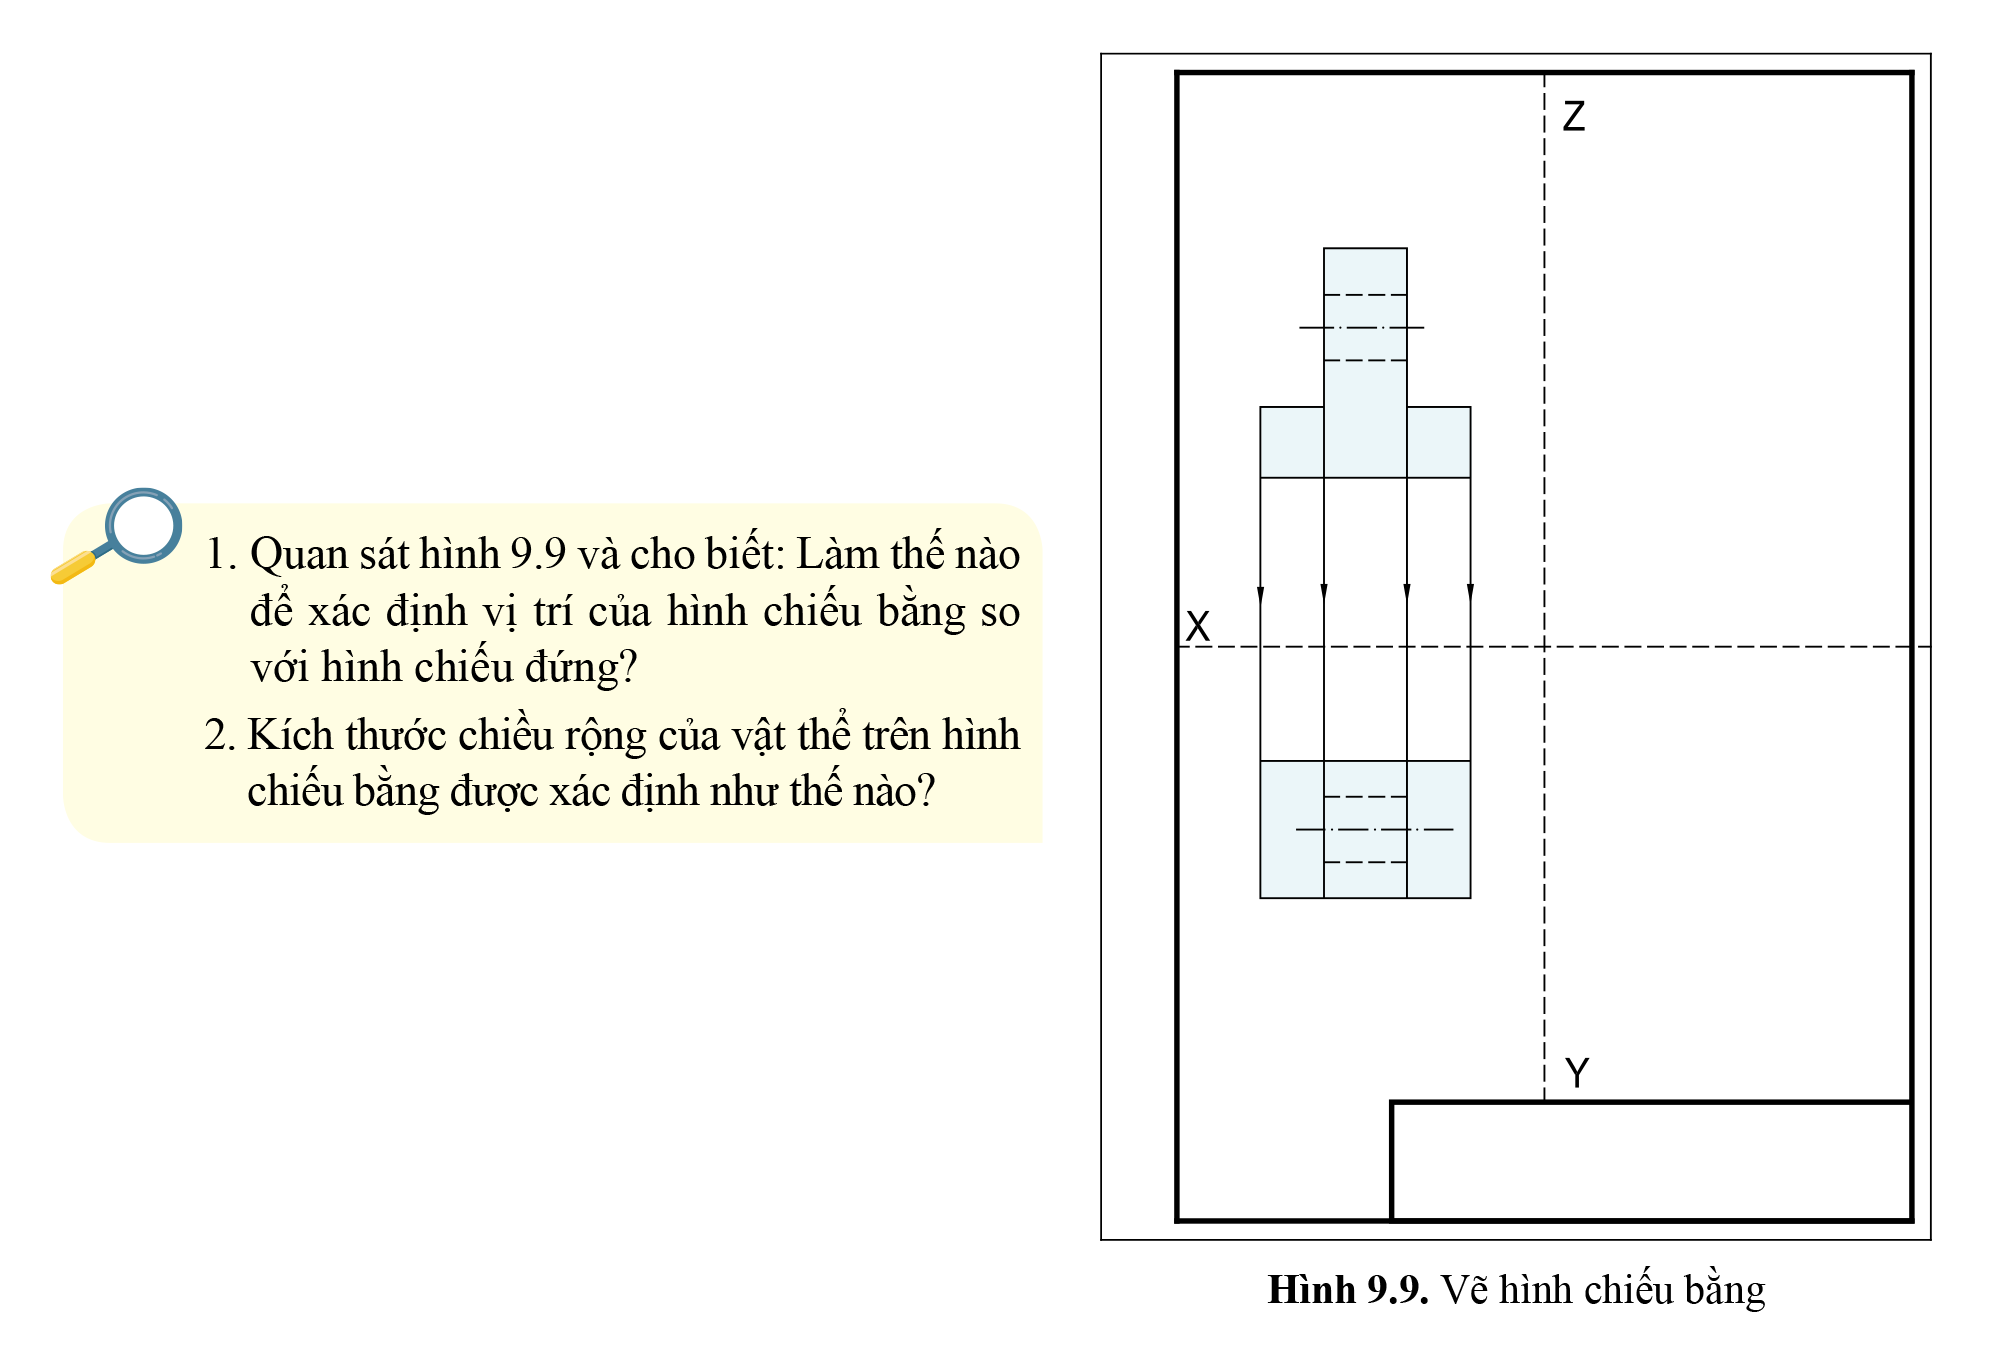 1. Quan sát hình 9.9 và cho biết: Làm thế nào
để xác định vị trí của hình chiếu bằng so
với hình chiếu đứng?
2. Kích thước chiều rộng của vật thể trên hình
chiếu bằng được xác định như thế nào?
Z
X
Y
Hình 9.9. Vẽ hình chiếu bằng